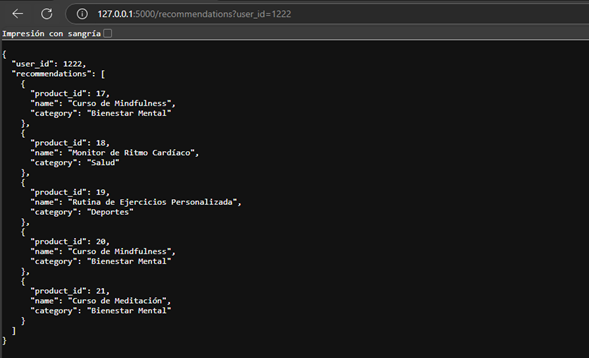 127.0.0.1:5000/recommendations?user_id=1222
Impresión con sangría
{
  "user_id": 1222,
  "recommendations": [
    {
      "product_id": 17,
      "name": "Curso de Mindfulness",
      "category": "Bienestar Mental"
    },
    {
      "product_id": 18,
      "name": "Monitor de Ritmo Cardíaco",
      "category": "Salud"
    },
    {
      "product_id": 19,
      "name": "Rutina de Ejercicios Personalizada",
      "category": "Deportes"
    },
    {
      "product_id": 20,
      "name": "Curso de Mindfulness",
      "category": "Bienestar Mental"
    },
    {
      "product_id": 21,
      "name": "Curso de Meditación",
      "category": "Bienestar Mental"
    }
  ]
}